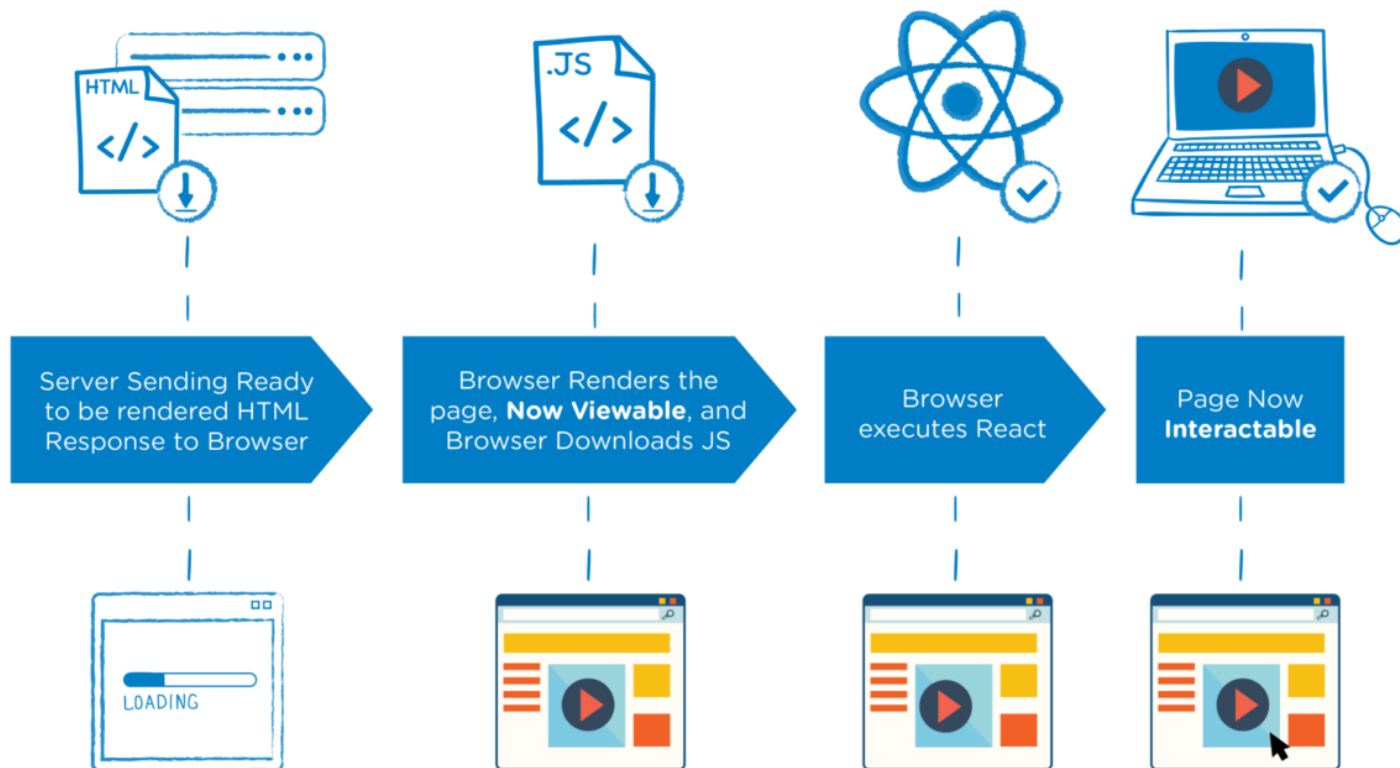 HTML
</>
.JS
</>
Server Sending Ready
to be rendered HTML
Response to Browser
Browser Renders the
page, Now Viewable, and
Browser Downloads JS
Browser
executes React
Page Now
Interactable
LOADING